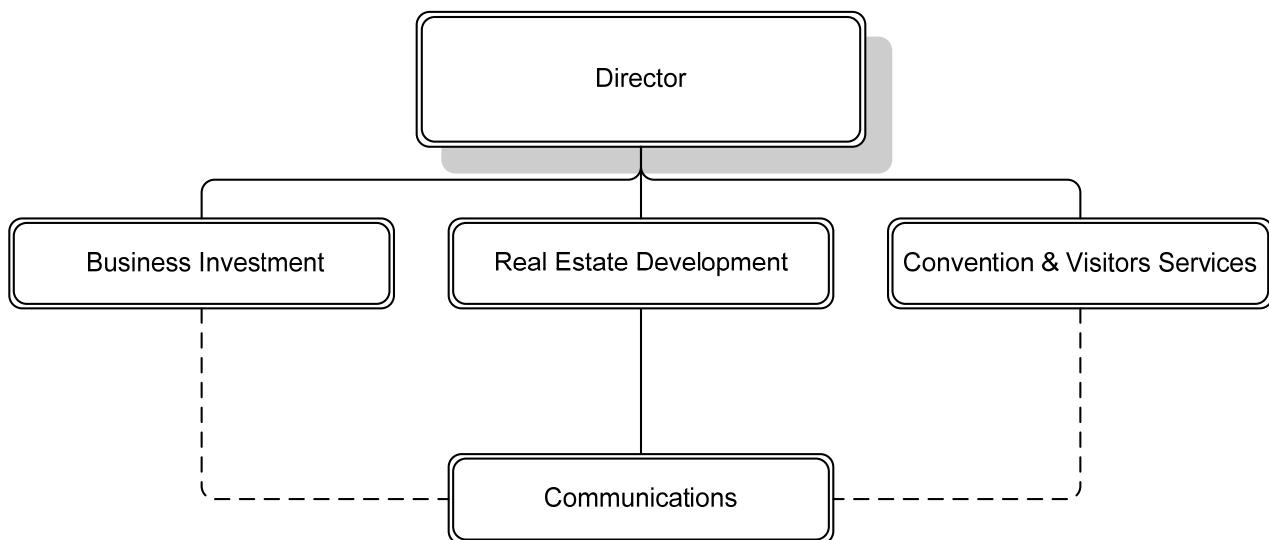 Director
Business Investment
Real Estate Development
Convention & Visitors Services
Communications